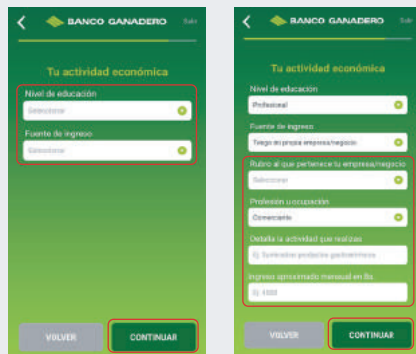 BANCO GANADERO
Salir
Tu actividad económica
Nivel de educación
Seleccionar
Fuente de ingreso
Seleccionar
VOLVER
CONTINUAR
BANCO GANADERO
Salir
Tu actividad económica
Nivel de educación
Profesional
Fuente de ingreso
Tengo mi propia empresa/negocio
Rubro al que pertenece tu empresa/negocio
Seleccionar
Profesión u ocupación
Comerciante
Detalla la actividad que realizas
Ej. Suministro productos gastronómicos
Ingreso aproximado mensual en Bs.
Ej. 4500
VOLVER
CONTINUAR